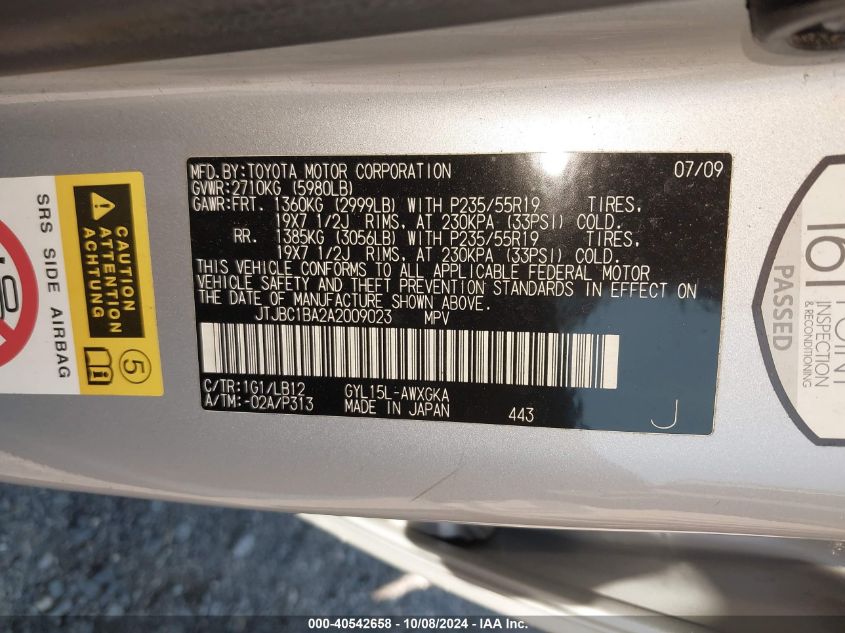 MFD.BY:TOYOTA MOTOR CORPORATION 07/09
GVWR:2710KG (5980LB)
GAWR:FRT. 1360KG (2999LB) WITH P235/55R19 TIRES,
19X7 1/2J RIMS, AT 230KPA (33PSI) COLD.
RR. 1385KG (3056LB) WITH P235/55R19 TIRES,
19X7 1/2J RIMS, AT 230KPA (33PSI) COLD.
THIS VEHICLE CONFORMS TO ALL APPLICABLE FEDERAL MOTOR
VEHICLE SAFETY AND THEFT PREVENTION STANDARDS IN EFFECT ON
THE DATE OF MANUFACTURE SHOWN ABOVE.
JTJBC1BA2A2009023 MPV
C/TR:1G1/LB12 GYL15L-AWXGKA
A/TM:-02A/P313 MADE IN JAPAN 443
J
SRS SIDE AIRBAG
CAUTION
ATTENTION
ACHTUNG
5
161 POINT
INSPECTION
&
PASSED
000-40542658 - 10/08/2024 - IAA Inc.